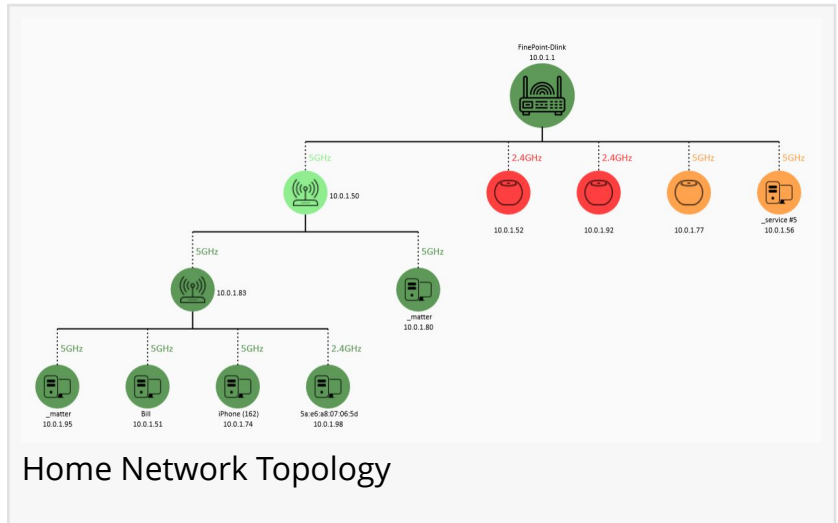 FinePoint-Dlink
10.0.1.1
5GHz
2.4GHz
2.4GHz
5GHz
5GHz
10.0.1.50
10.0.1.52
10.0.1.92
10.0.1.77
_service #5
10.0.1.56
5GHz
5GHz
10.0.1.83
_matter
10.0.1.80
5GHz
5GHz
5GHz
2.4GHz
_matter
10.0.1.95
Bill
10.0.1.51
iPhone (162)
10.0.1.74
5a:e6:a8:07:06:5d
10.0.1.98
Home Network Topology